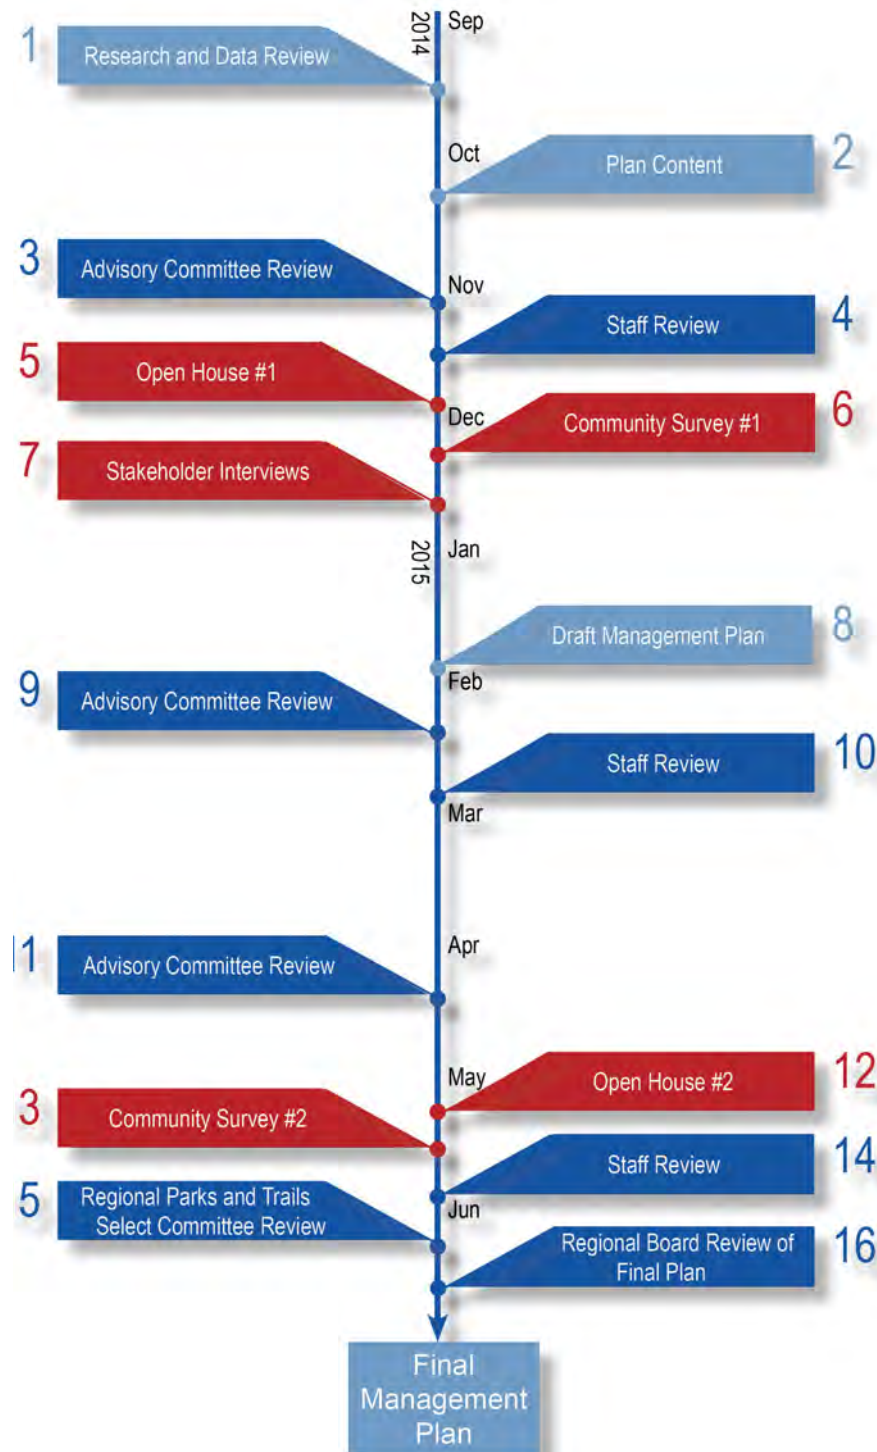 2014
Sep
1
Research and Data Review
Oct
Plan Content
2
3
Advisory Committee Review
Nov
Staff Review
4
5
Open House #1
Dec
Community Survey #1
6
7
Stakeholder Interviews
2015
Jan
Draft Management Plan
8
Feb
9
Advisory Committee Review
Staff Review
10
Mar
Apr
11
Advisory Committee Review
May
Open House #2
12
3
Community Survey #2
Staff Review
14
5
Regional Parks and Trails
Select Committee Review
Jun
Regional Board Review of
Final Plan
16
Final
Management
Plan